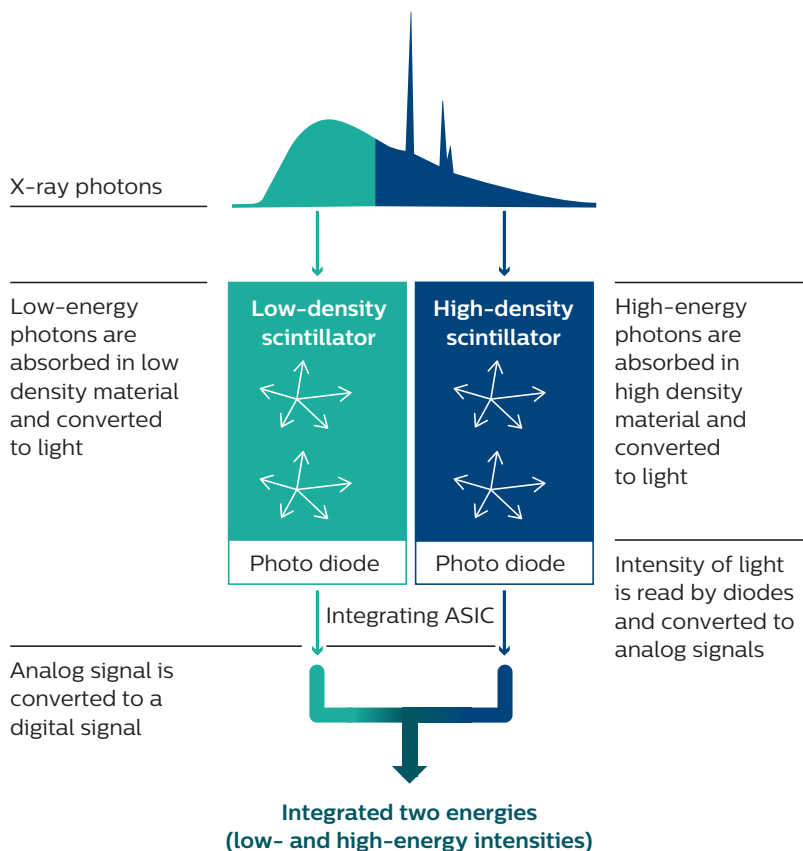 X-ray photons
Low-energy
photons are
absorbed in low
density material
and converted
to light
Low-density
scintillator
High-density
scintillator
High-energy
photons are
absorbed in
high density
material and
converted
to light
Photo diode
Photo diode
Intensity of light
is read by diodes
and converted to
analog signals
Integrating ASIC
Analog signal is
converted to a
digital signal
Integrated two energies
(low- and high-energy intensities)